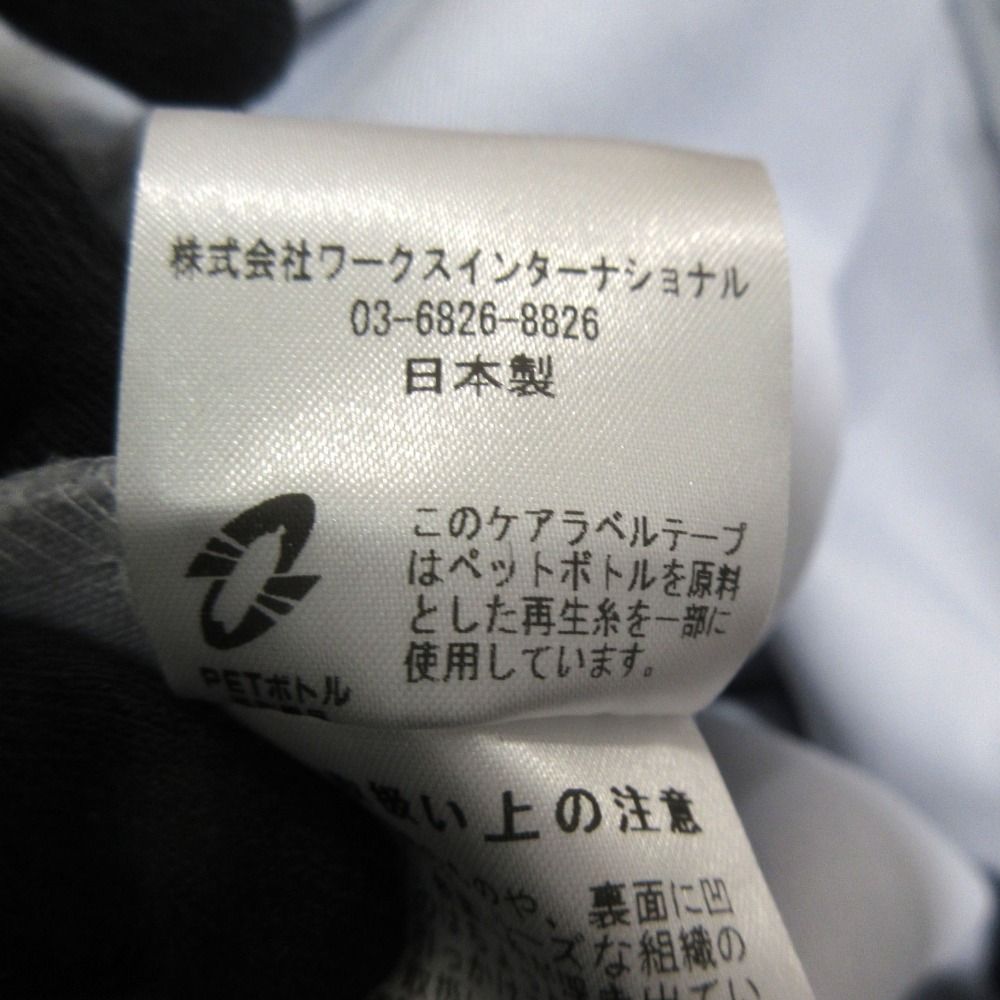 株式会社ワークスインターナショナル
03-6826-8826
日本製
このケアラベルテープ
はペットボトルを原料
とした再生糸を一部に
使用しています。
PETボトル
扱い上の注意
のや、裏面に凹
ズな組織の